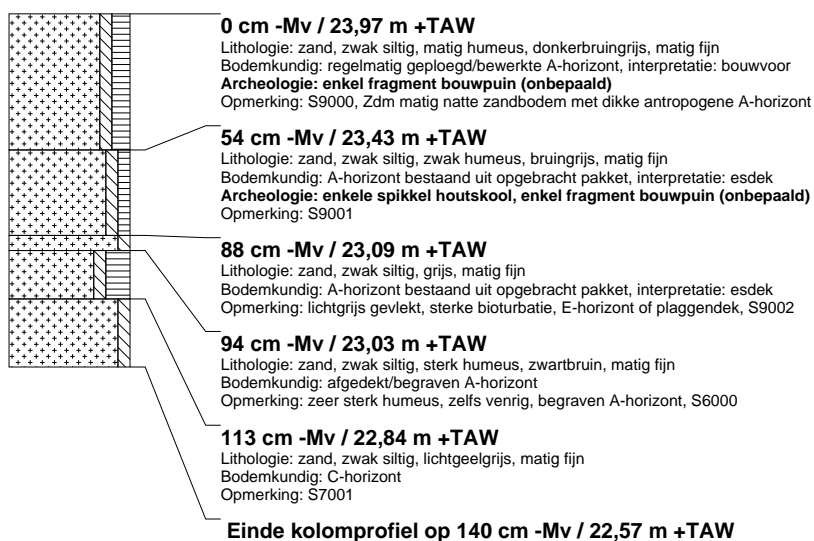 0 cm -Mv / 23,97 m +TAW
Lithologie: zand, zwak siltig, matig humeus, donkerbruingrijs, matig fijn
Bodemkundig: regelmatig geploegd/bewerkte A-horizont, interpretatie: bouwvoor
Archeologie: enkel fragment bouwpuin (onbepaald)
Opmerking: S9000, Zdm matig natte zandbodem met dikke antropogene A-horizont
54 cm -Mv / 23,43 m +TAW
Lithologie: zand, zwak siltig, zwak humeus, bruingrijs, matig fijn
Bodemkundig: A-horizont bestaand uit opgebracht pakket, interpretatie: esdek
Archeologie: enkele spikkel houtskool, enkel fragment bouwpuin (onbepaald)
Opmerking: S9001
88 cm -Mv / 23,09 m +TAW
Lithologie: zand, zwak siltig, grijs, matig fijn
Bodemkundig: A-horizont bestaand uit opgebracht pakket, interpretatie: esdek
Opmerking: lichtgrijs gevlekt, sterke bioturbatie, E-horizont of plaggendek, S9002
94 cm -Mv / 23,03 m +TAW
Lithologie: zand, zwak siltig, sterk humeus, zwartbruin, matig fijn
Bodemkundig: afgedekt/begraven A-horizont
Opmerking: zeer sterk humeus, zelfs venrig, begraven A-horizont, S6000
113 cm -Mv / 22,84 m +TAW
Lithologie: zand, zwak siltig, lichtgeelgrijs, matig fijn
Bodemkundig: C-horizont
Opmerking: S7001
Einde kolomprofiel op 140 cm -Mv / 22,57 m +TAW